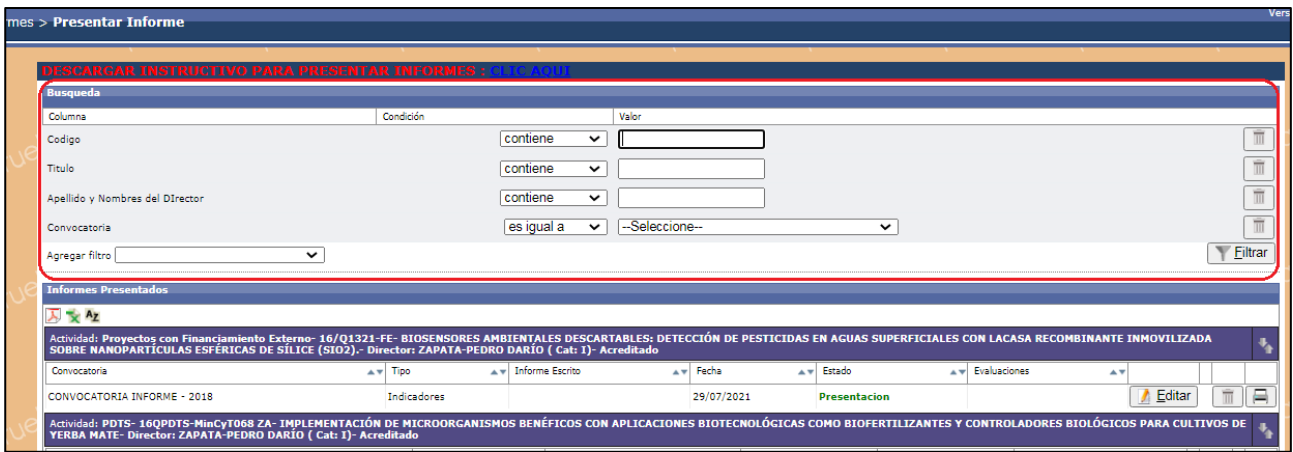 mes > Presentar Informe
Vers
DESCARGAR INSTRUCTIVO PARA PRESENTAR INFORMES : CLIC AQUI
Busqueda
Columna Condición Valor
Codigo contiene
Titulo contiene
Apellido y Nombres del DIrector contiene
Convocatoria es igual a --Seleccione--
Agregar filtro Filtrar
Informes Presentados
Actividad: Proyectos con Financiamiento Externo- 16/Q1321-FE- BIOSENSORES AMBIENTALES DESCARTABLES: DETECCIÓN DE PESTICIDAS EN AGUAS SUPERFICIALES CON LACASA RECOMBINANTE INMOVILIZADA
SOBRE NANOPARTÍCULAS ESFÉRICAS DE SÍLICE (SIO2).- Director: ZAPATA-PEDRO DARÍO ( Cat: I)- Acreditado
Convocatoria Tipo Informe Escrito Fecha Estado Evaluaciones
CONVOCATORIA INFORME - 2018 Indicadores 29/07/2021 Presentacion Editar
Actividad: PDTS- 16QPDTS-MinCyT068 ZA- IMPLEMENTACIÓN DE MICROORGANISMOS BENÉFICOS CON APLICACIONES BIOTECNOLÓGICAS COMO BIOFERTILIZANTES Y CONTROLADORES BIOLÓGICOS PARA CULTIVOS DE
YERBA MATE- Director: ZAPATA-PEDRO DARÍO ( Cat: I)- Acreditado